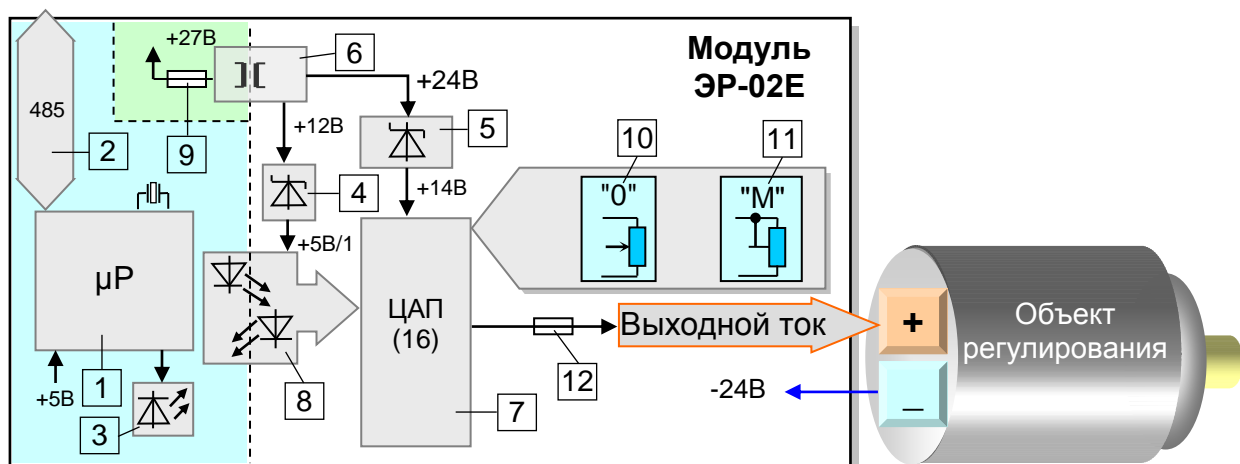 Модуль
ЭР-02Е
+27В
6
+24В
485
2
9
+12В
5
10
11
4
+14В
"0"
"М"
+5В/1
µP
ЦАП
(16)
Выходной ток
+
Объект
регулирования
+5В
1
3
8
7
12
-24В
–